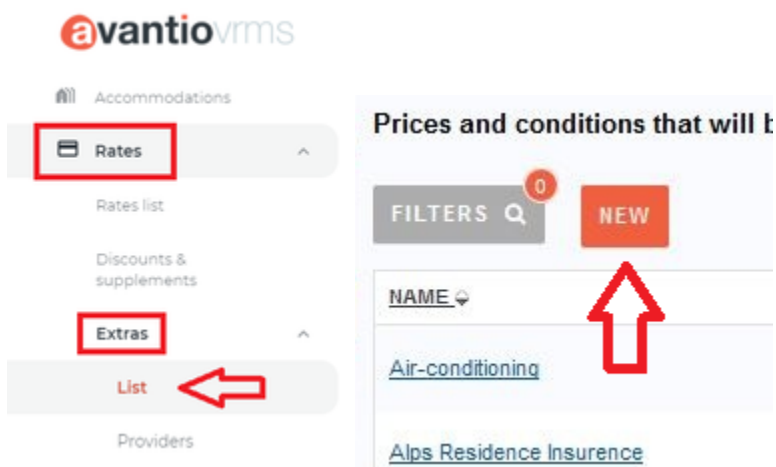 avantiovrms
Accommodations
Rates
Rates list
Discounts &
supplements
Extras
List
Providers
Prices and conditions that will
FILTERS
0
NEW
NAME
Air-conditioning
Alps Residence Insurence